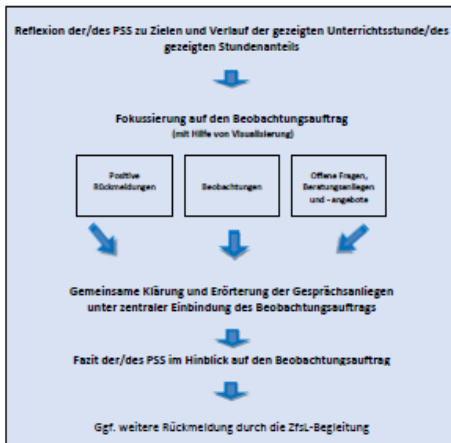 Reflexion der/des PSS zu Zielen und Verlauf der gezeigten Unterrichtsstunde/des
gezeigten Stundenanteils
Fokussierung auf den Beobachtungsauftrag
(mit Hilfe von Visualisierung)
Positive
Rückmeldungen
Beobachtungen
Offene Fragen,
Beratungsanliegen
und -angebote
Gemeinsame Klärung und Erörterung der Gesprächsanliegen
unter zentraler Einbindung des Beobachtungsauftrags
Fazit der/des PSS im Hinblick auf den Beobachtungsauftrag
Ggf. weitere Rückmeldung durch die ZfsL-Begleitung